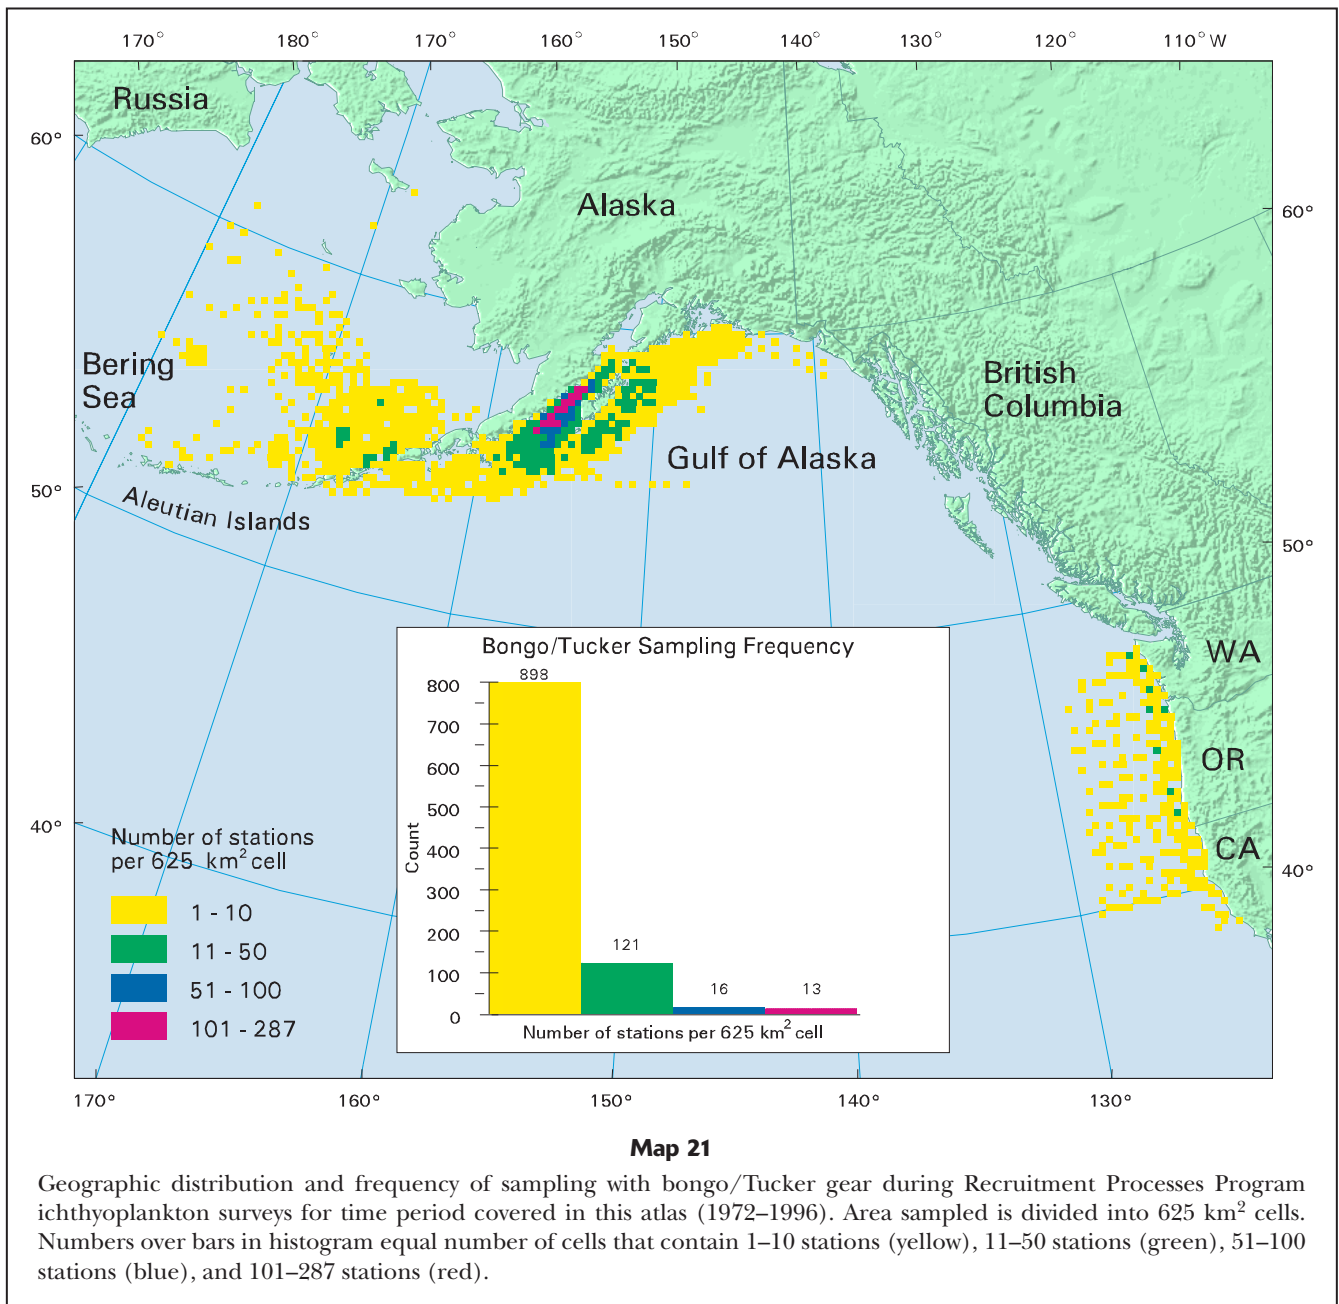 170° 180° 170° 160° 150° 140° 130° 120° 110° W
Russia
60°
Alaska
60°
Bering
Sea
British
Columbia
Gulf of Alaska
50°
Aleutian Islands
50°
Bongo/Tucker Sampling Frequency
WA
OR
CA
898
800
700
600
500
400
300
200
100
0
Count
121
16
13
Number of stations per 625 km² cell
40°
40°
Number of stations
per 625 km² cell
1 - 10
11 - 50
51 - 100
101 - 287
170° 160° 150° 140° 130°
Map 21
Geographic distribution and frequency of sampling with bongo/Tucker gear during Recruitment Processes Program
ichthyoplankton surveys for time period covered in this atlas (1972–1996). Area sampled is divided into 625 km² cells.
Numbers over bars in histogram equal number of cells that contain 1–10 stations (yellow), 11–50 stations (green), 51–100
stations (blue), and 101–287 stations (red).